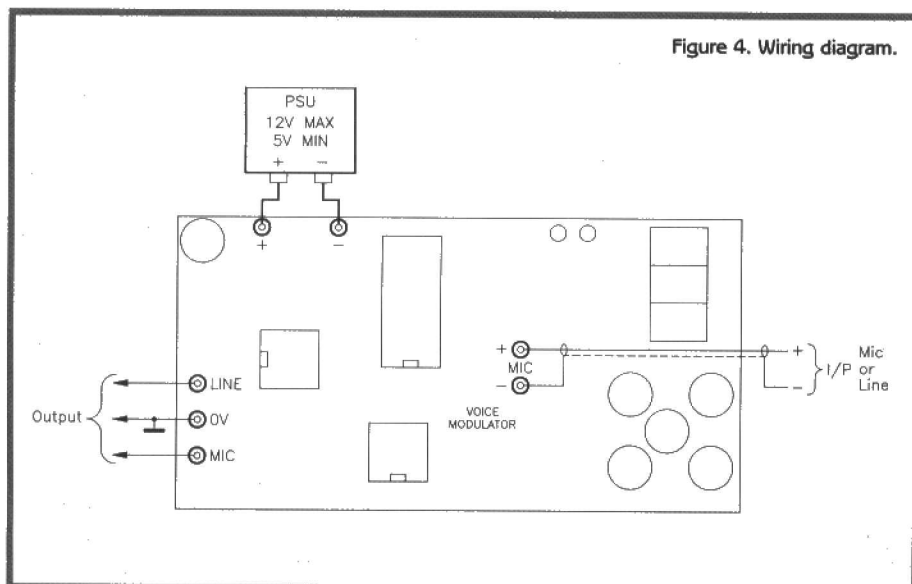 Figure 4. Wiring diagram.
PSU
12V MAX
5V MIN
+ −
+ −
+ MIC −
VOICE
MODULATOR
+ − I/P Mic or Line
Output
LINE
0V
MIC